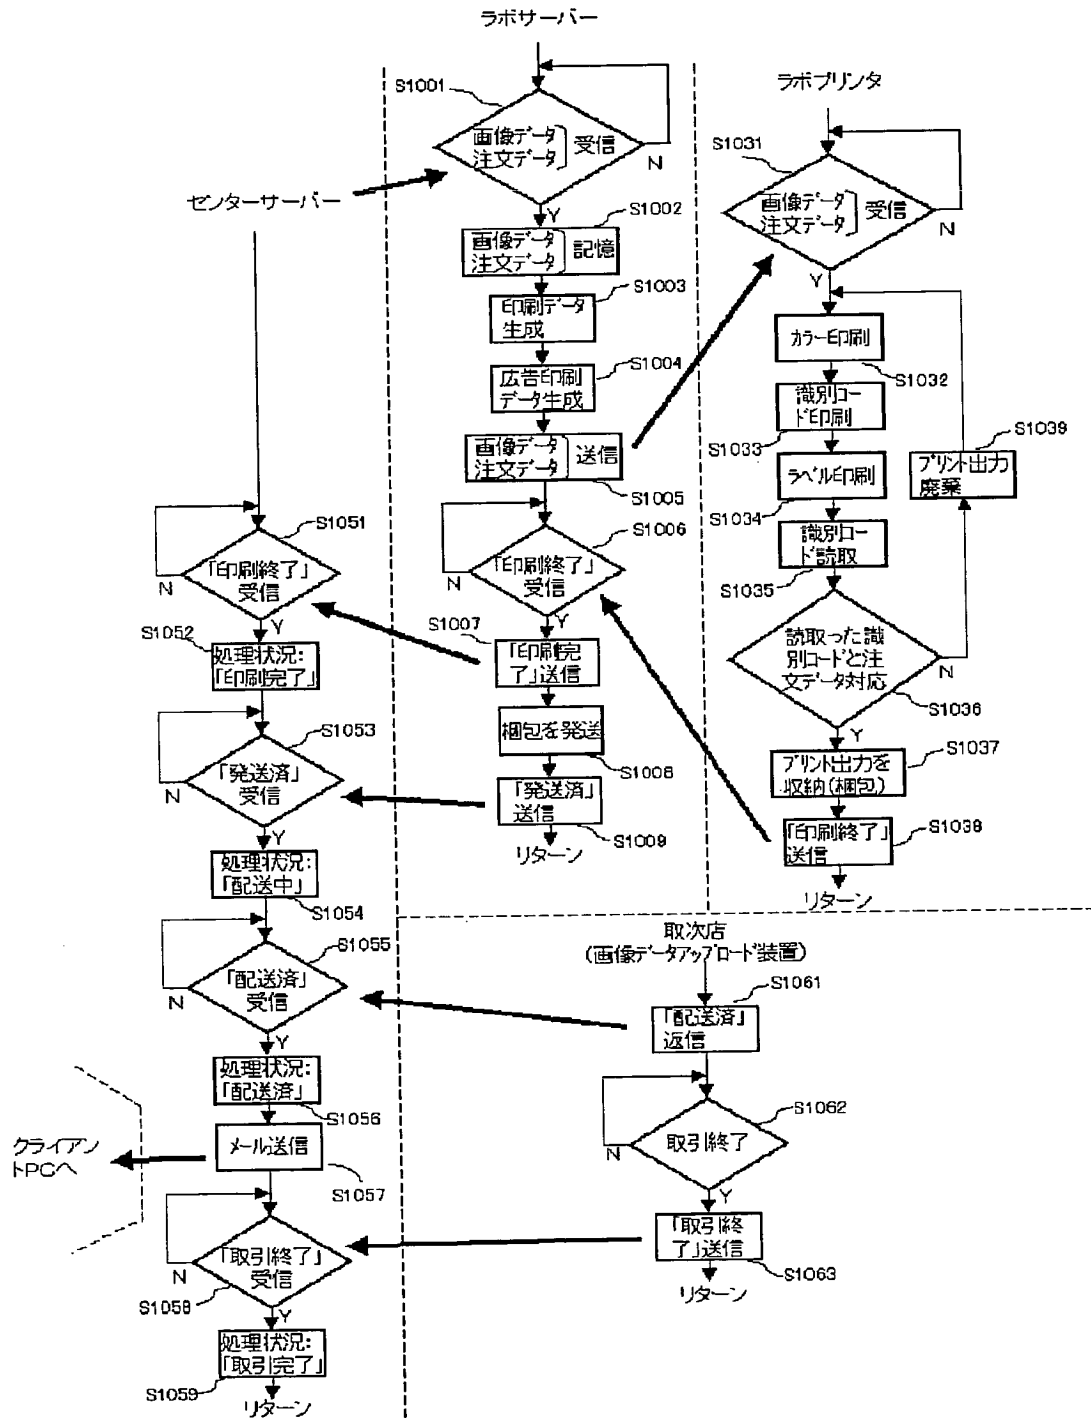 ラボサーバー
S1001
画像データ
注文データ
受信
N
Y
S1002
画像データ
注文データ
記憶
S1003
印刷データ
生成
S1004
広告印刷
データ生成
画像データ
注文データ
送信
S1005
S1006
「印刷終了」
受信
N
Y
S1007
「印刷完
了」送信
梱包を発送
S1008
「発送済」
送信
S1009
リターン
ラボプリンタ
S1031
画像データ
注文データ
受信
N
Y
カラー印刷
S1032
識別コー
ド印刷
S1033
ラベル印刷
S1034
識別コー
ド読取
S1035
読取った識
別コードと注
文データ対応
N
S1036
Y
S1039
プリント出力
廃棄
S1037
プリント出力を
収納(梱包)
S1038
「印刷終了」
送信
リターン
センターサーバー
S1051
「印刷終了」
受信
N
Y
S1052
処理状況:
「印刷完了」
S1053
「発送済」
受信
N
Y
処理状況:
「配送中」
S1054
S1055
「配送済」
受信
N
Y
処理状況:
「配送済」
S1056
メール送信
S1057
クライアン
トPCへ
「取引終了」
受信
N
S1058
Y
処理状況:
「取引完了」
S1059
リターン
取次店
(画像データアップロード装置)
S1061
「配送済」
返信
S1062
取引終了
N
Y
「取引終
了」送信
S1063
リターン